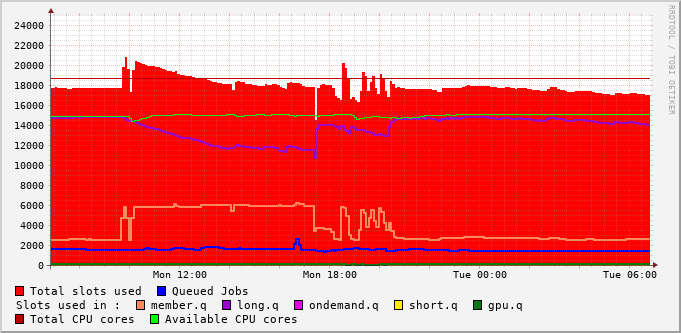 RRDTOOL / TOBI OETIKER
24000
22000
20000
18000
16000
14000
12000
10000
8000
6000
4000
2000
0
Mon 12:00 Mon 18:00 Tue 00:00 Tue 06:00
Total slots used Queued Jobs
Slots used in : member.q long.q ondemand.q short.q gpu.q
Total CPU cores Available CPU cores